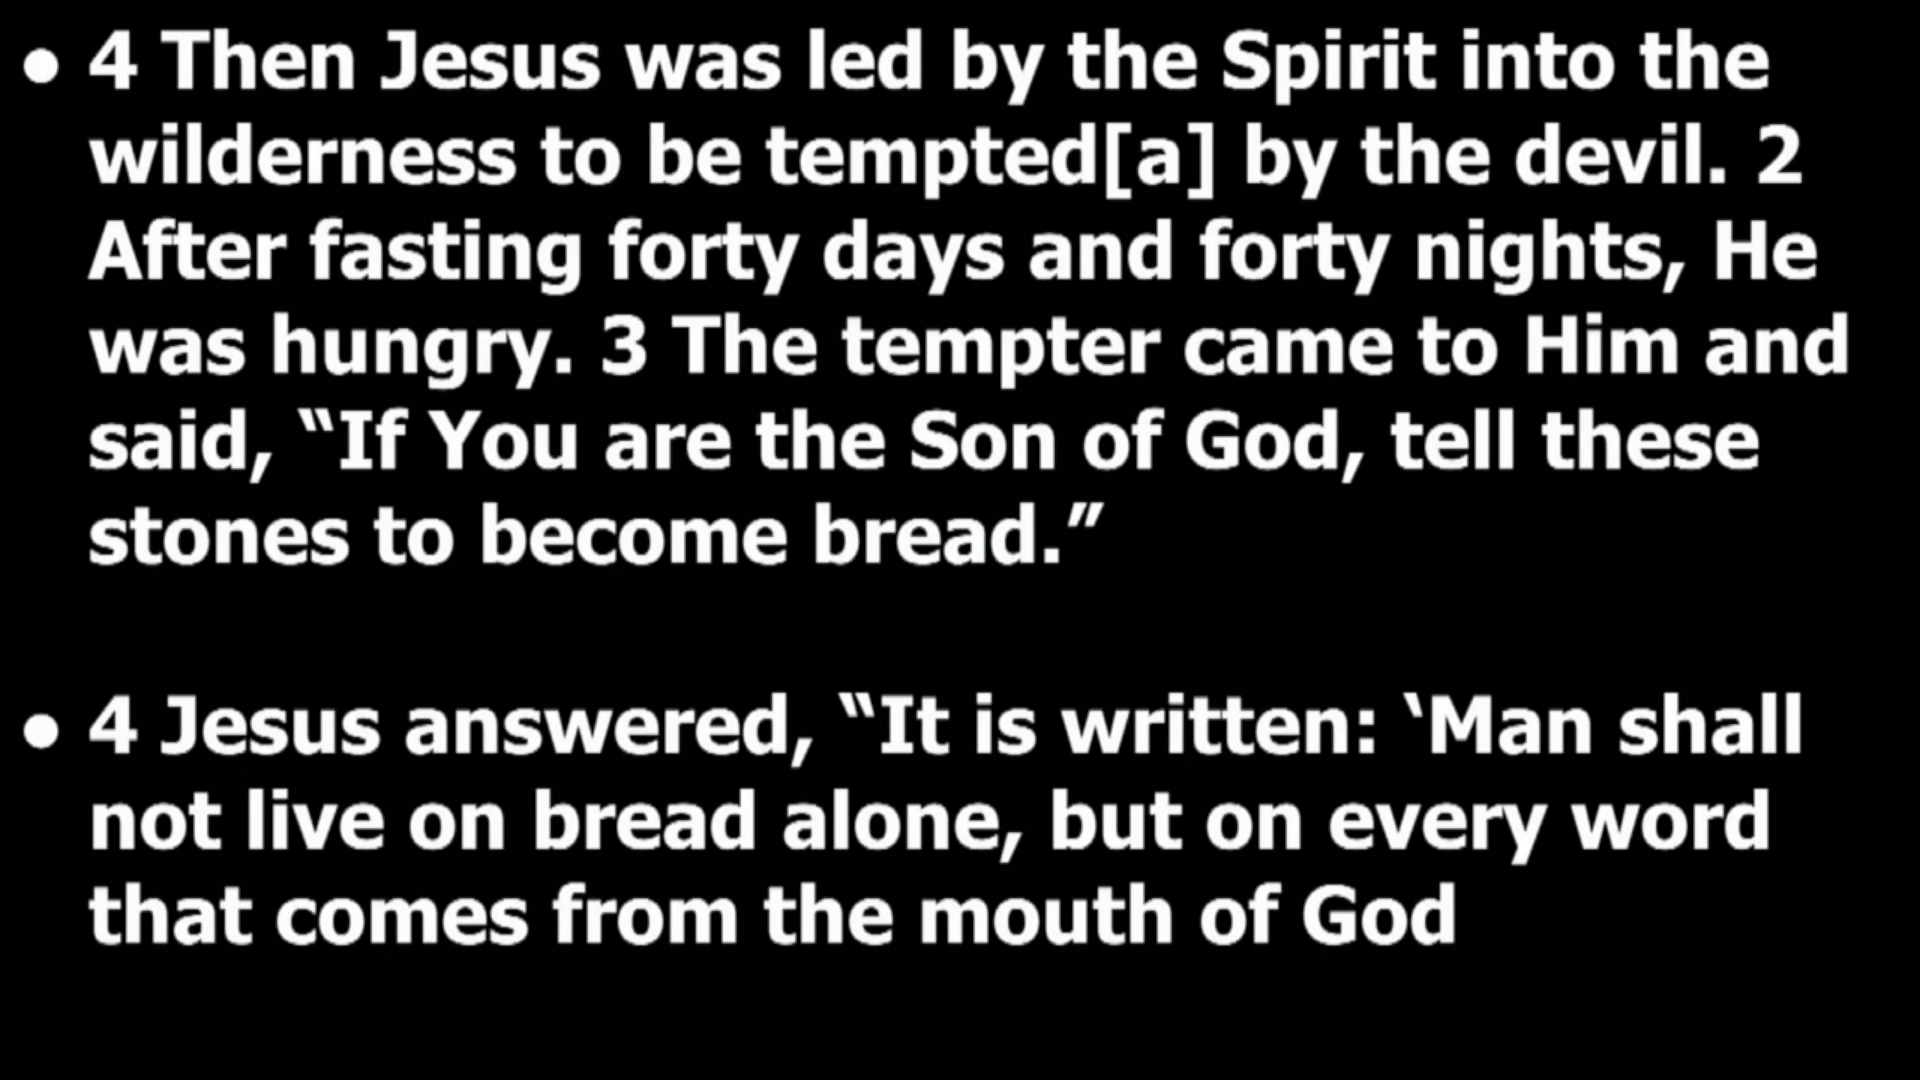 • 4 Then Jesus was led by the Spirit into the
wilderness to be tempted[a] by the devil. 2
After fasting forty days and forty nights, He
was hungry. 3 The tempter came to Him and
said, “If You are the Son of God, tell these
stones to become bread.”
• 4 Jesus answered, “It is written: ‘Man shall
not live on bread alone, but on every word
that comes from the mouth of God